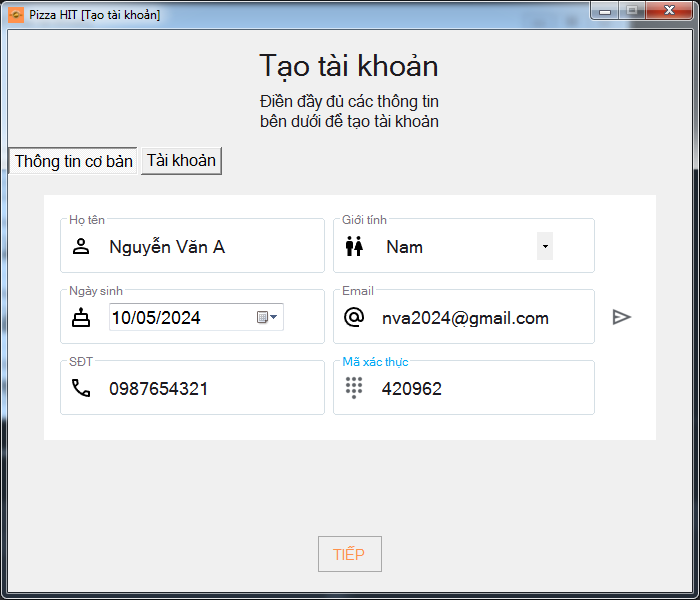 Pizza HIT [Tạo tài khoản]
Tạo tài khoản
Điền đầy đủ các thông tin
bên dưới để tạo tài khoản
Thông tin cơ bản
Tài khoản
Họ tên
Nguyễn Văn A
Giới tính
Nam
Ngày sinh
10/05/2024
Email
nva2024@gmail.com
SĐT
0987654321
Mã xác thực
420962
TIẾP